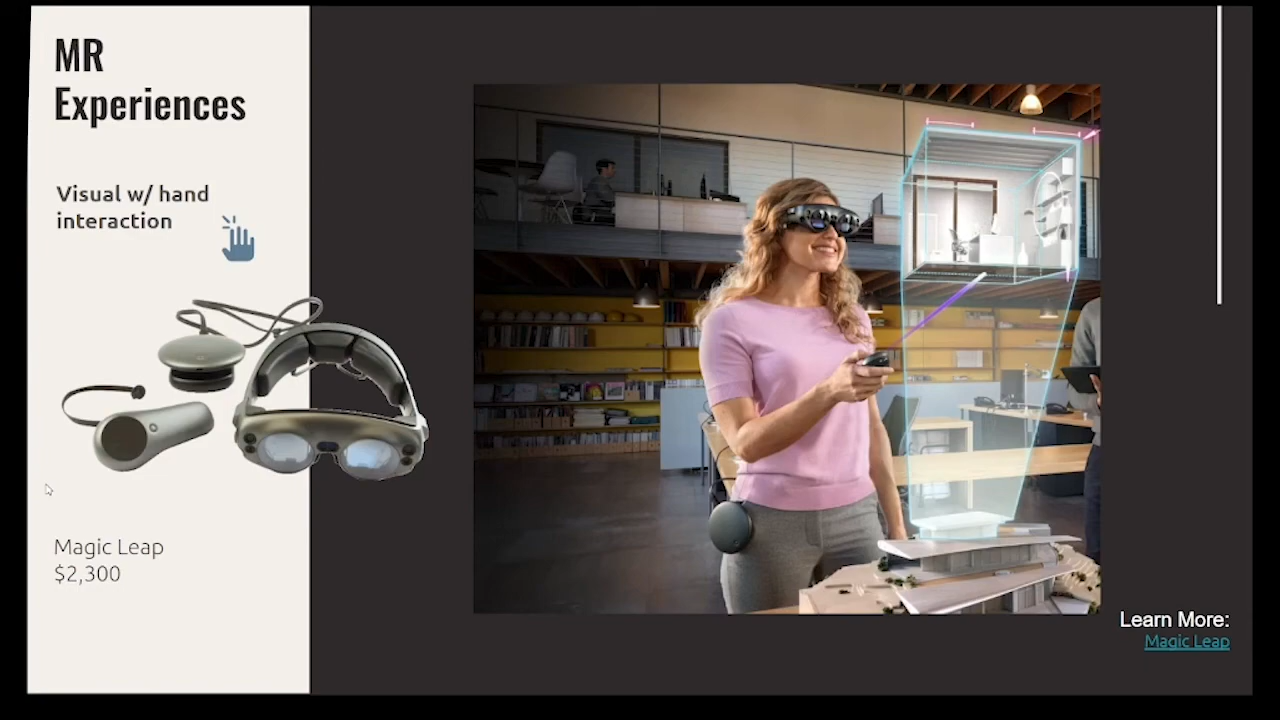 MR
Experiences
Visual w/ hand
interaction
Magic Leap
$2,300
Learn More:
Magic Leap